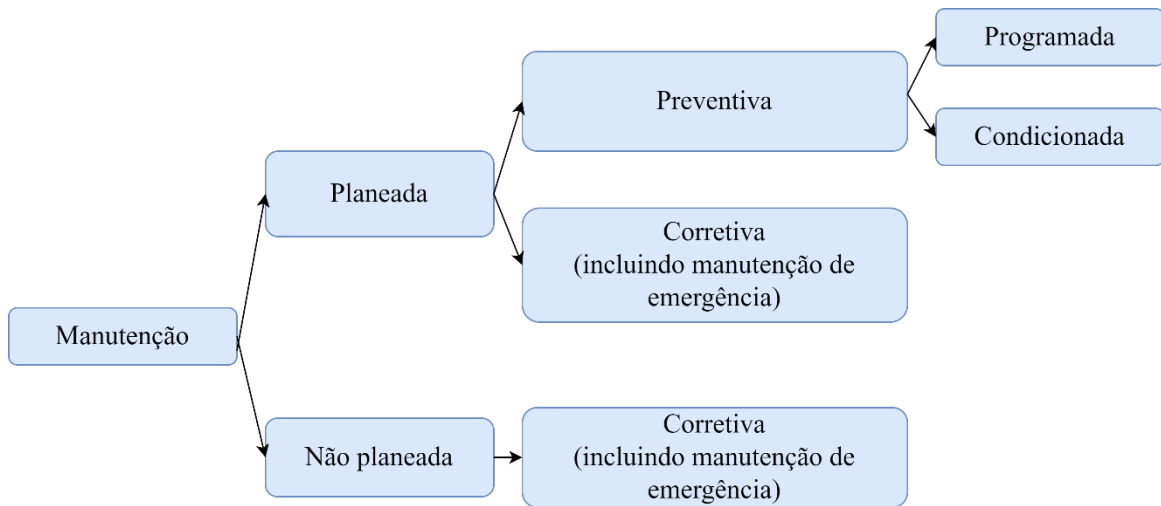 Programada
Preventiva
Condicionada
Planeada
Corretiva
(incluindo manutenção de
emergência)
Manutenção
Não planeada
Corretiva
(incluindo manutenção de
emergência)